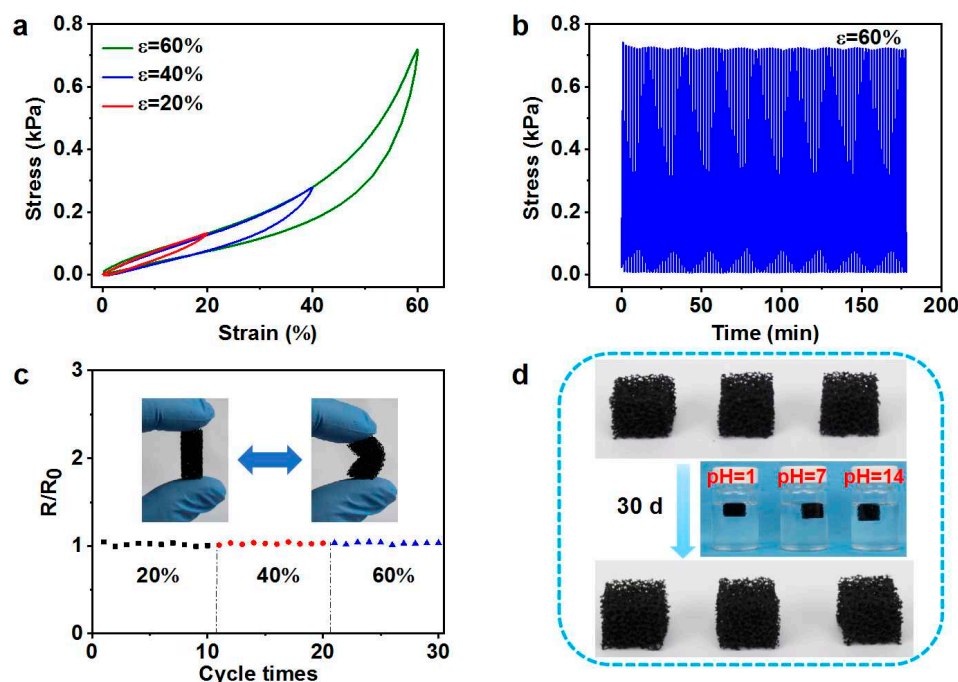 a
0.8
0.6
0.4
0.2
0.0
Stress (kPa)
ε=60%
ε=40%
ε=20%
0 20 40 60
Strain (%)
b
0.8
0.6
0.4
0.2
0.0
Stress (kPa)
ε=60%
0 50 100 150 200
Time (min)
c
3
2
1
0
R/R0
20% 40% 60%
0 10 20 30
Cycle times
d
pH=1 pH=7 pH=14
30 d